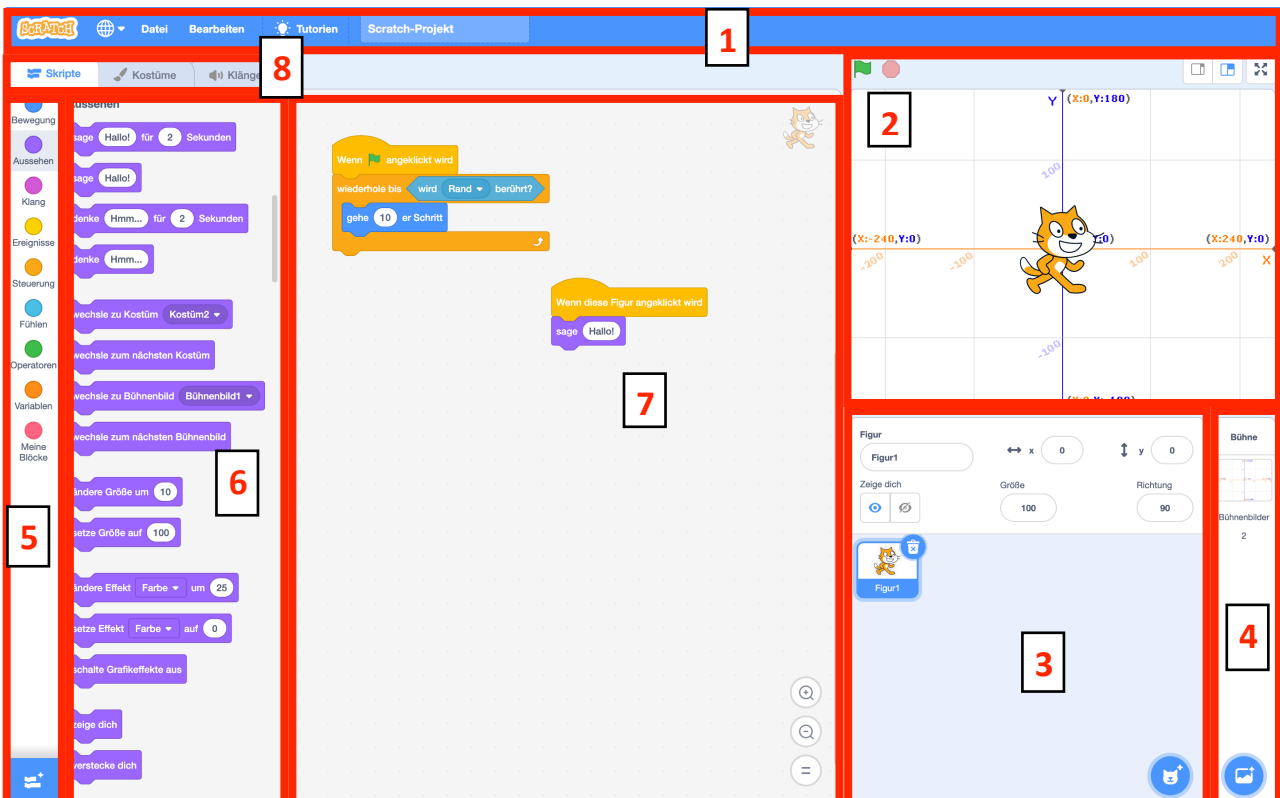 SCRATCH Datei Bearbeiten Tutorien Scratch-Projekt
1
Skripte Kostüme Klänge
8
2
Bewegung
Aussehen
Klang
Ereignisse
Steuerung
Fühlen
Operatoren
Variablen
Meine
Blöcke
5
Aussehen
sage Hallo! für 2 Sekunden
sage Hallo!
denke Hmm... für 2 Sekunden
denke Hmm...
wechsle zu Kostüm Kostüm2
wechsle zum nächsten Kostüm
wechsle zu Bühnenbild Bühnenbild1
wechsle zum nächsten Bühnenbild
6
ändere Größe um 10
setze Größe auf 100
ändere Effekt Farbe um 25
setze Effekt Farbe auf 0
schalte Grafikeffekte aus
zeige dich
verstecke dich
Wenn angeklickt wird
wiederhole bis wird Rand berührt?
gehe 10 er Schritt
Wenn diese Figur angeklickt wird
sage Hallo!
7
Y (X:0,Y:180)
100
(X:-240,Y:0) :0) (X:240,Y:0)
-200 -100 100 200 X
-100
(X:0,Y:-180)
Figur
Figur1 x 0 y 0
Zeige dich Größe Richtung
100 90
Figur1
3
Bühne
Bühnenbilder
2
4